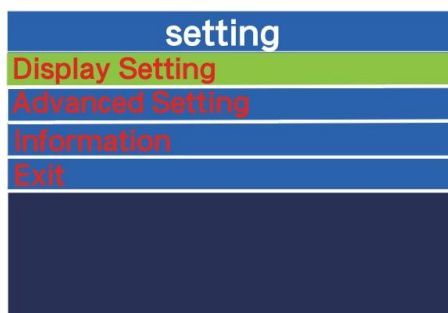 setting
Display Setting
Advanced Setting
Information
Exit